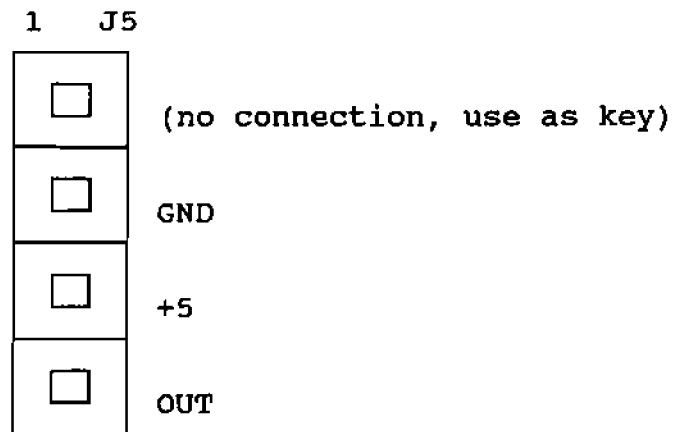 1 J5
(no connection, use as key)
GND
+5
OUT